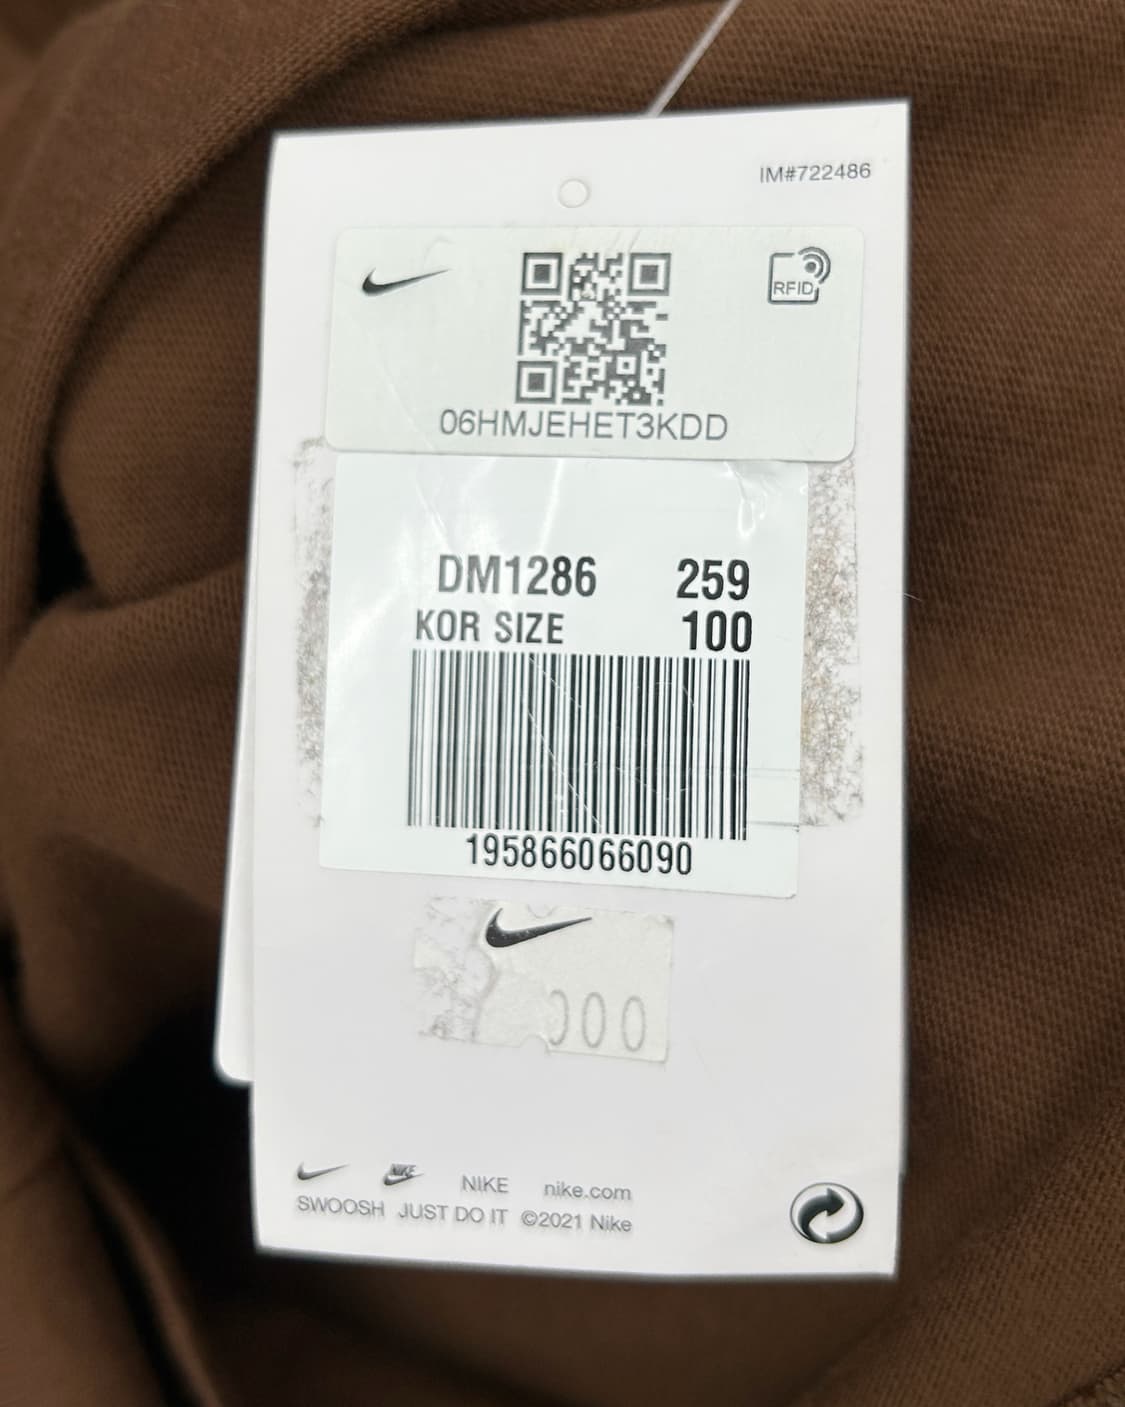 IM#722486
RFID
06HMJEHET3KDD
DM1286 259
KOR SIZE 100
195866066090
000
NIKE NIKE nike.com
SWOOSH JUST DO IT ©2021 Nike